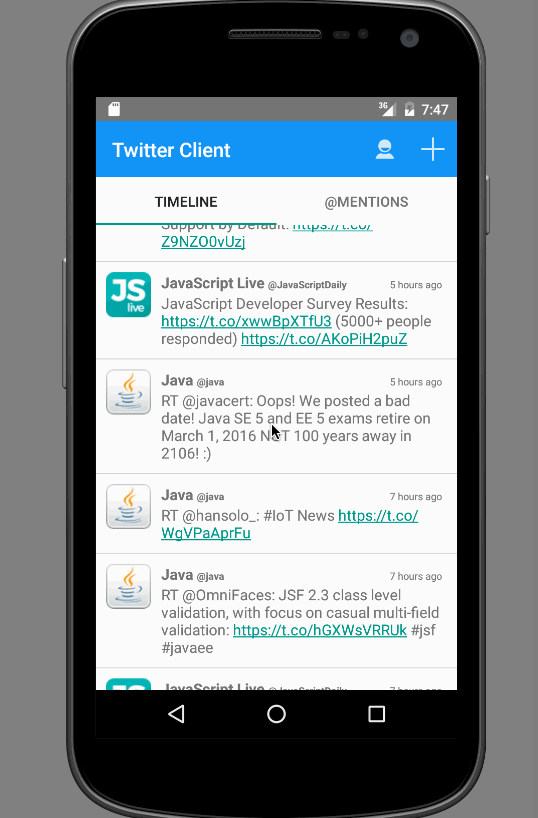 3G 7:47
Twitter Client
TIMELINE @MENTIONS
Support by Default: https://t.co/
Z9NZO0vUzj
JS live
JavaScript Live @JavaScriptDaily 5 hours ago
JavaScript Developer Survey Results:
https://t.co/xwwBpXTfU3 (5000+ people
responded) https://t.co/AKoPiH2puZ
Java @java 5 hours ago
RT @javacert: Oops! We posted a bad
date! Java SE 5 and EE 5 exams retire on
March 1, 2016 NOT 100 years away in
2106! :)
Java @java 7 hours ago
RT @hansolo_: #IoT News https://t.co/
WgVPaAprFu
Java @java 7 hours ago
RT @OmniFaces: JSF 2.3 class level
validation, with focus on casual multi-field
validation: https://t.co/hGXWsVRRUk #jsf
#javaee
JavaScript Live @JavaScriptDaily 7 hours ago